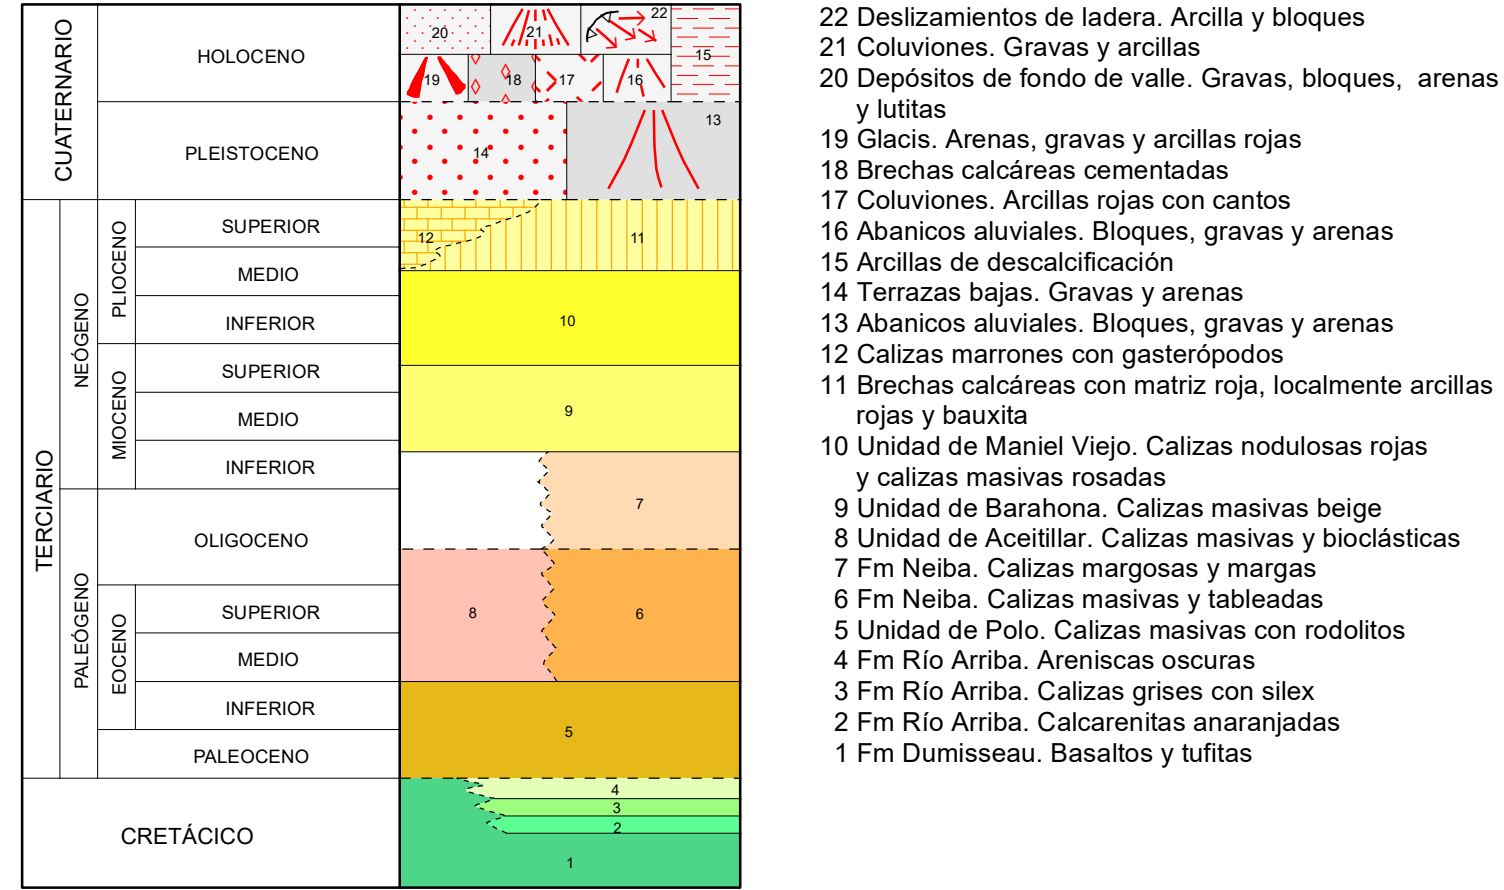 CUATERNARIO
HOLOCENO
PLEISTOCENO
TERCIARIO
NEÓGENO
PLIOCENO
SUPERIOR
MEDIO
INFERIOR
MIOCENO
SUPERIOR
MEDIO
INFERIOR
PALEÓGENO
OLIGOCENO
EOCENO
SUPERIOR
MEDIO
INFERIOR
PALEOCENO
CRETÁCICO
20
21
22
15
19
18
17
16
14
13
12
11
10
9
7
8
6
5
4
3
2
1
22 Deslizamientos de ladera. Arcilla y bloques
21 Coluviones. Gravas y arcillas
20 Depósitos de fondo de valle. Gravas, bloques, arenas
y lutitas
19 Glacis. Arenas, gravas y arcillas rojas
18 Brechas calcáreas cementadas
17 Coluviones. Arcillas rojas con cantos
16 Abanicos aluviales. Bloques, gravas y arenas
15 Arcillas de descalcificación
14 Terrazas bajas. Gravas y arenas
13 Abanicos aluviales. Bloques, gravas y arenas
12 Calizas marrones con gasterópodos
11 Brechas calcáreas con matriz roja, localmente arcillas
rojas y bauxita
10 Unidad de Maniel Viejo. Calizas nodulosas rojas
y calizas masivas rosadas
9 Unidad de Barahona. Calizas masivas beige
8 Unidad de Aceitillar. Calizas masivas y bioclásticas
7 Fm Neiba. Calizas margosas y margas
6 Fm Neiba. Calizas masivas y tableadas
5 Unidad de Polo. Calizas masivas con rodolitos
4 Fm Río Arriba. Areniscas oscuras
3 Fm Río Arriba. Calizas grises con silex
2 Fm Río Arriba. Calcarenitas anaranjadas
1 Fm Dumisseau. Basaltos y tufitas